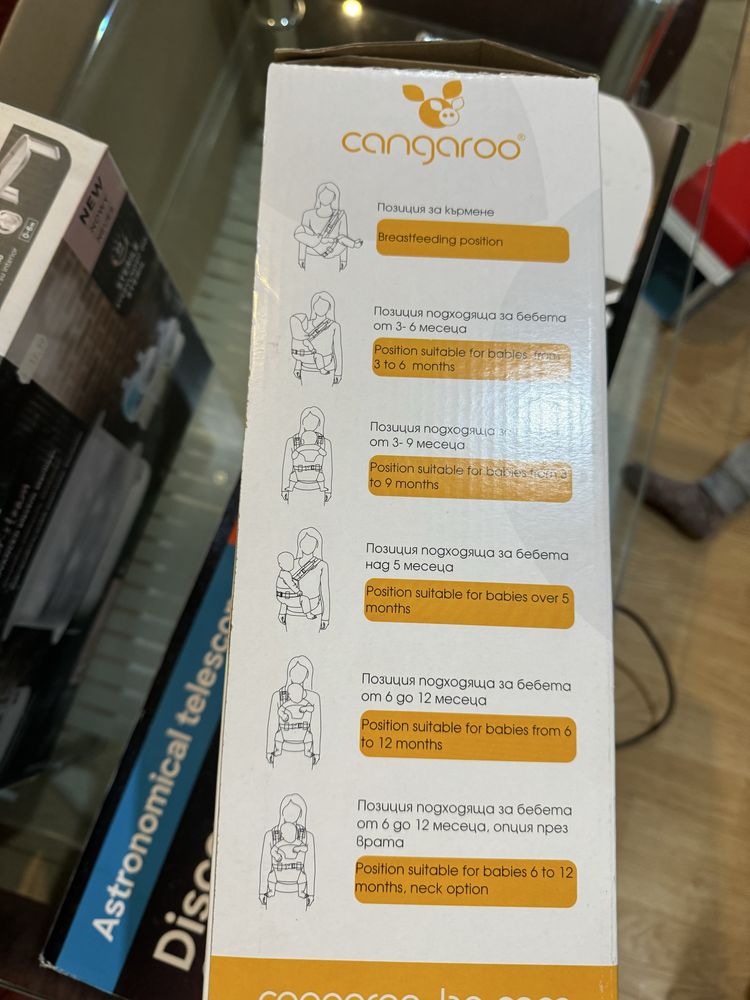 cangaroo®
Позиция за кърмене
Breastfeeding position
Позиция подходяща за бебета
от 3- 6 месеца
Position suitable for babies from
3 to 6 months
Позиция подходяща
от 3- 9 месеца
Position suitable for babies from 3
to 9 months
Позиция подходяща за бебета
над 5 месеца
Position suitable for babies over 5
months
Позиция подходяща за бебета
от 6 до 12 месеца
Position suitable for babies from 6
to 12 months
Позиция подходяща за бебета
от 6 до 12 месеца, опция през
врата
Position suitable for babies 6 to 12
months, neck option
NEW
0-6m
Astronomical telescop
Disc